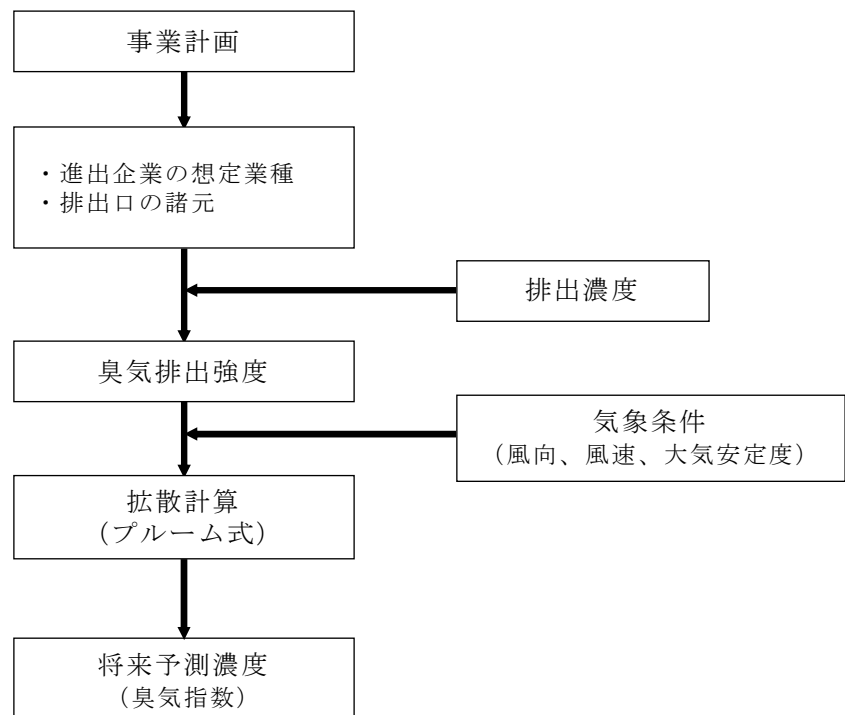 事業計画
・進出企業の想定業種
・排出口の諸元
排出濃度
臭気排出強度
気象条件
（風向、風速、大気安定度）
拡散計算
（プルーム式）
将来予測濃度
（臭気指数）